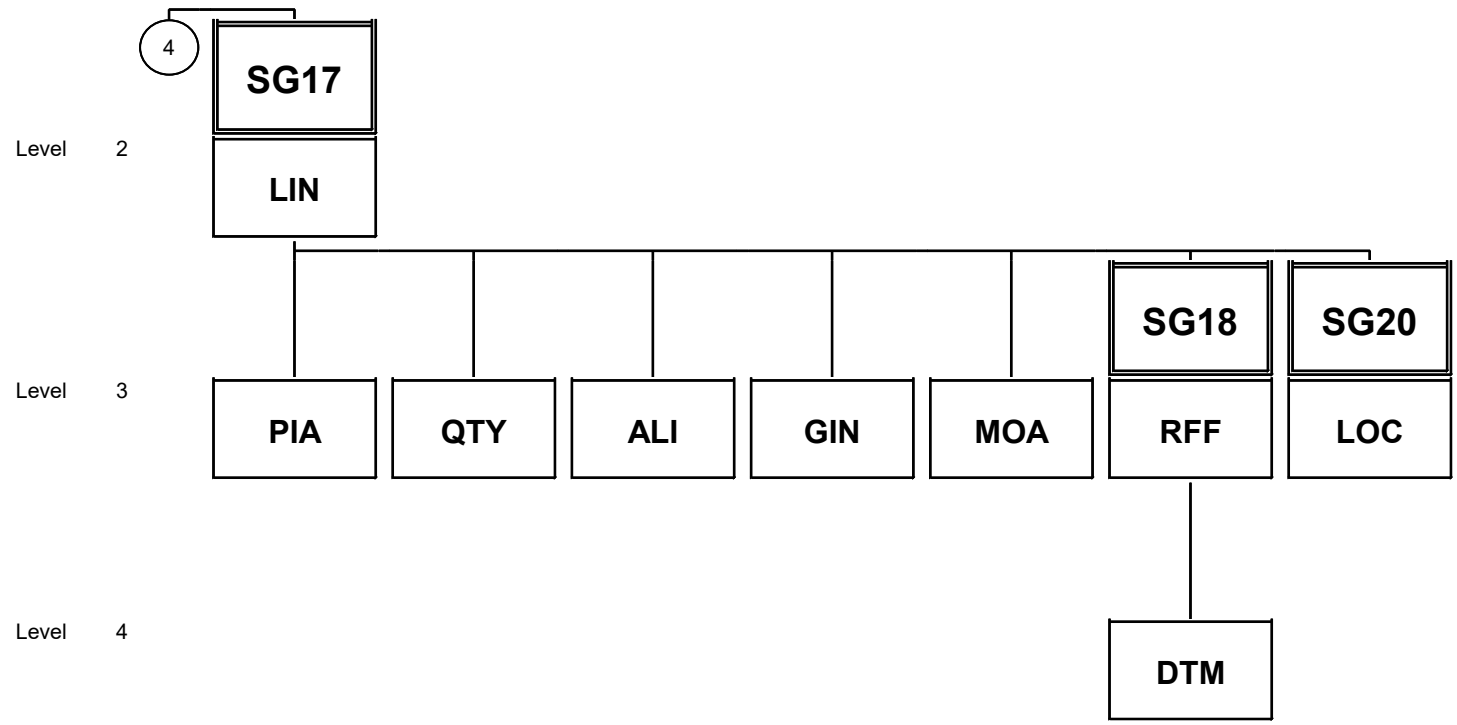 4
SG17
Level 2
LIN
SG18 SG20
Level 3
PIA QTY ALI GIN MOA RFF LOC
Level 4
DTM